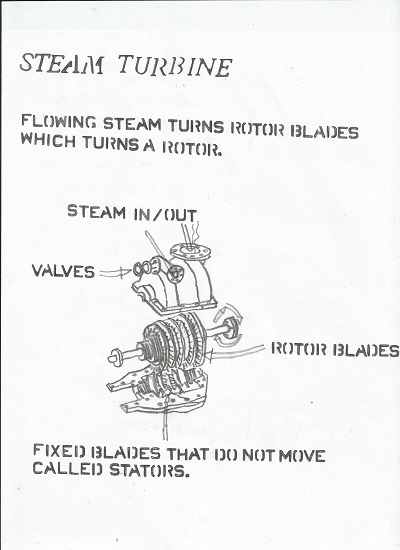 STEAM TURBINE
FLOWING STEAM TURNS ROTOR BLADES
WHICH TURNS A ROTOR.
STEAM IN/OUT
VALVES
ROTOR BLADES
FIXED BLADES THAT DO NOT MOVE
CALLED STATORS.